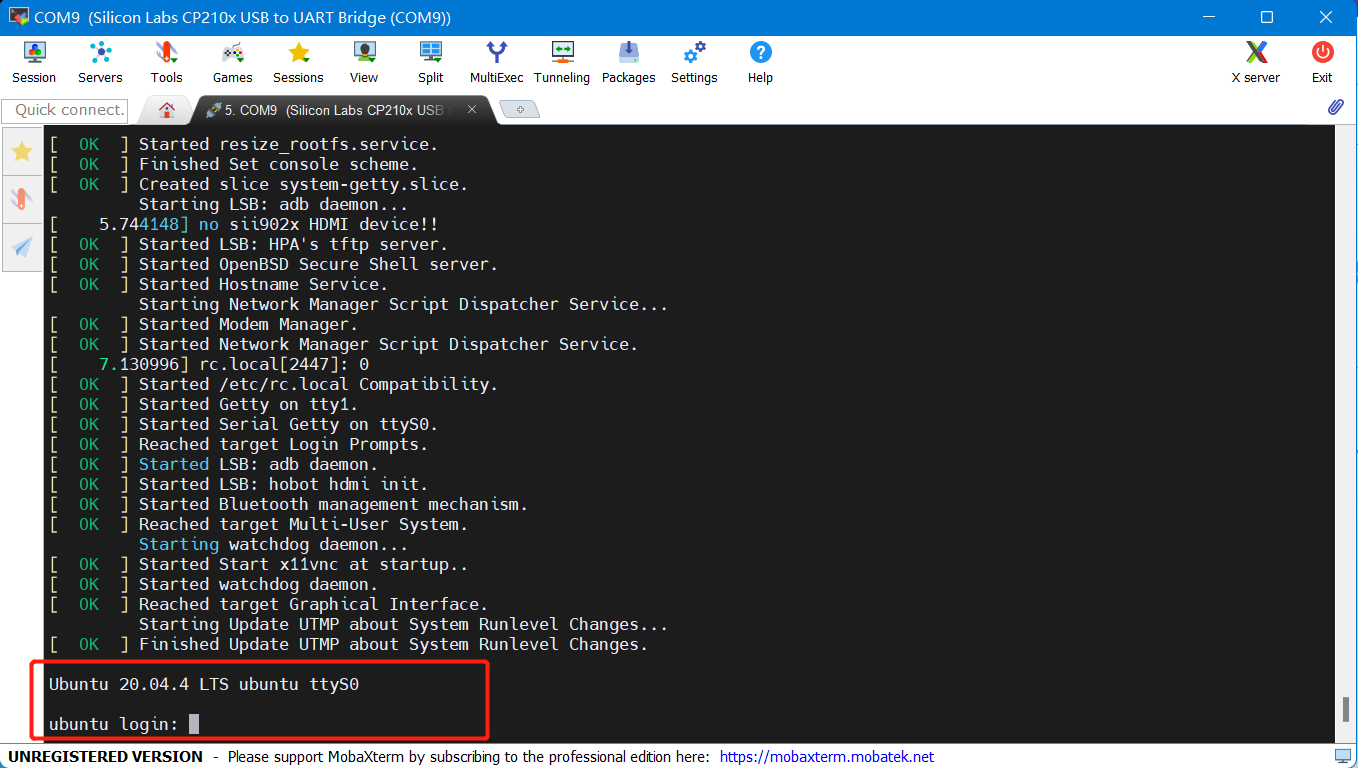 COM9 (Silicon Labs CP210x USB to UART Bridge (COM9))
Session Servers Tools Games Sessions View Split MultiExec Tunneling Packages Settings Help X server Exit
Quick connect. 5. COM9 (Silicon Labs CP210x USB
[ OK ] Started resize_rootfs.service.
[ OK ] Finished Set console scheme.
[ OK ] Created slice system-getty.slice.
Starting LSB: adb daemon...
[ 5.744148] no sii902x HDMI device!!
[ OK ] Started LSB: HPA's tftp server.
[ OK ] Started OpenBSD Secure Shell server.
[ OK ] Started Hostname Service.
Starting Network Manager Script Dispatcher Service...
[ OK ] Started Modem Manager.
[ OK ] Started Network Manager Script Dispatcher Service.
[ 7.130996] rc.local[2447]: 0
[ OK ] Started /etc/rc.local Compatibility.
[ OK ] Started Getty on tty1.
[ OK ] Started Serial Getty on ttyS0.
[ OK ] Reached target Login Prompts.
[ OK ] Started LSB: adb daemon.
[ OK ] Started LSB: hobot hdmi init.
[ OK ] Started Bluetooth management mechanism.
[ OK ] Reached target Multi-User System.
Starting watchdog daemon...
[ OK ] Started Start x11vnc at startup..
[ OK ] Started watchdog daemon.
[ OK ] Reached target Graphical Interface.
Starting Update UTMP about System Runlevel Changes...
[ OK ] Finished Update UTMP about System Runlevel Changes.
Ubuntu 20.04.4 LTS ubuntu ttyS0
ubuntu login:
UNREGISTERED VERSION - Please support MobaXterm by subscribing to the professional edition here: https://mobaxterm.mobatek.net